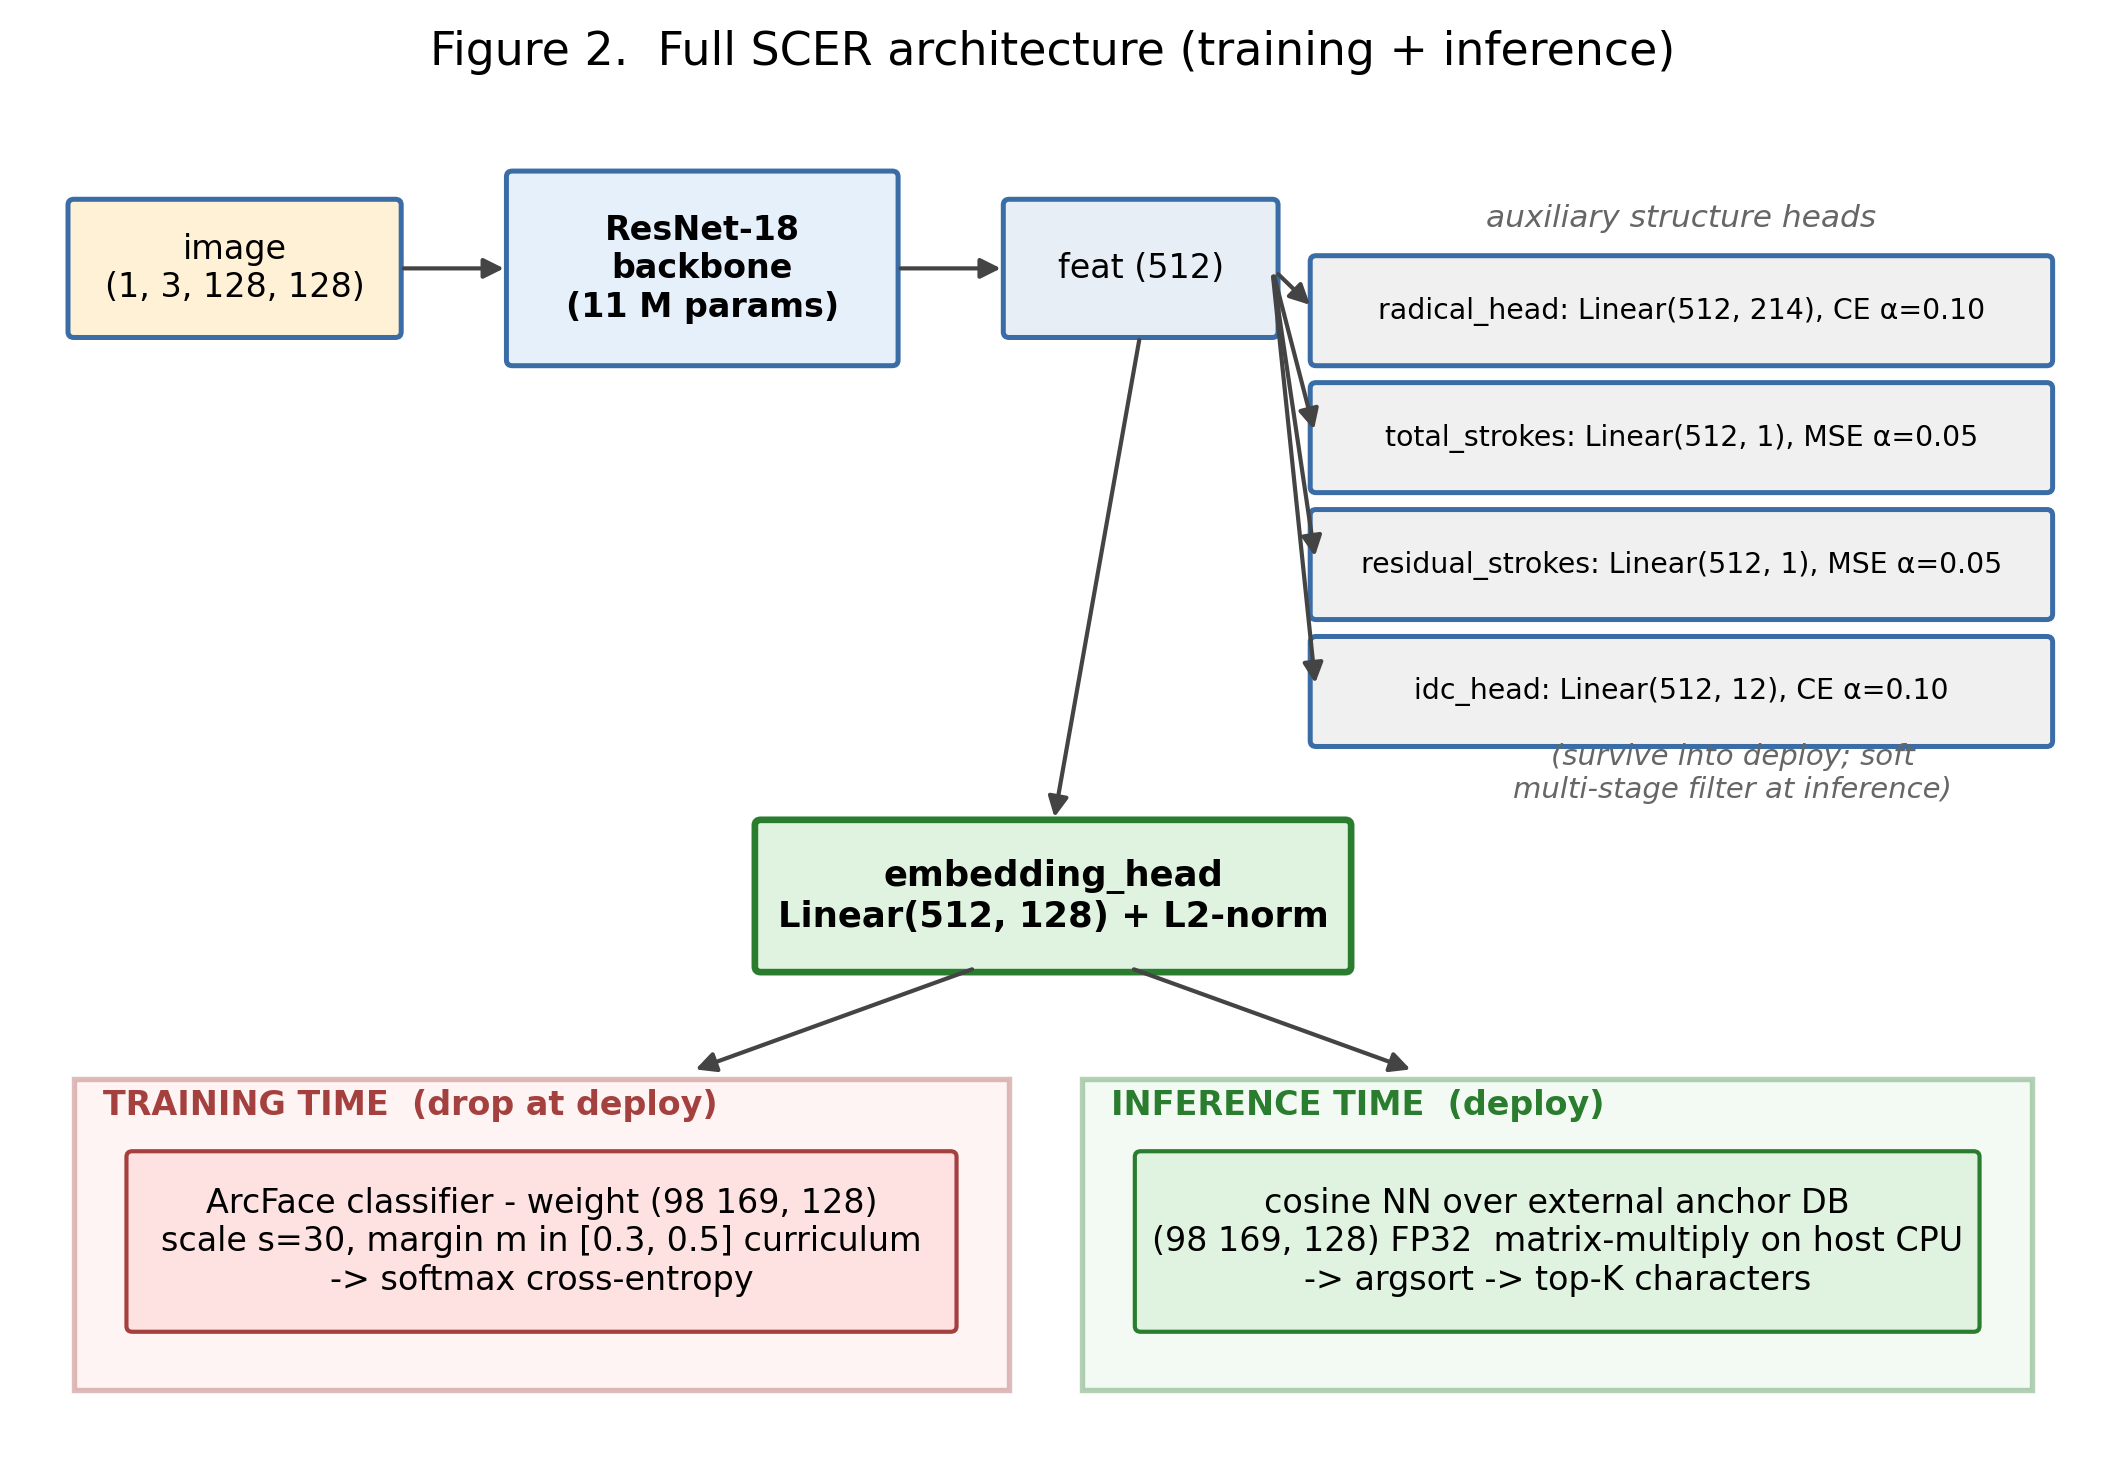 Figure 2.  Full SCER architecture (training + inference)
image
(1, 3, 128, 128)
ResNet-18
backbone
(11 M params)
feat (512)
auxiliary structure heads
radical_head: Linear(512, 214), CE α=0.10
total_strokes: Linear(512, 1), MSE α=0.05
residual_strokes: Linear(512, 1), MSE α=0.05
idc_head: Linear(512, 12), CE α=0.10
(survive into deploy; soft
multi-stage filter at inference)
embedding_head
Linear(512, 128) + L2-norm
TRAINING TIME  (drop at deploy)
ArcFace classifier - weight (98 169, 128)
scale s=30, margin m in [0.3, 0.5] curriculum
-> softmax cross-entropy
INFERENCE TIME  (deploy)
cosine NN over external anchor DB
(98 169, 128) FP32  matrix-multiply on host CPU
-> argsort -> top-K characters